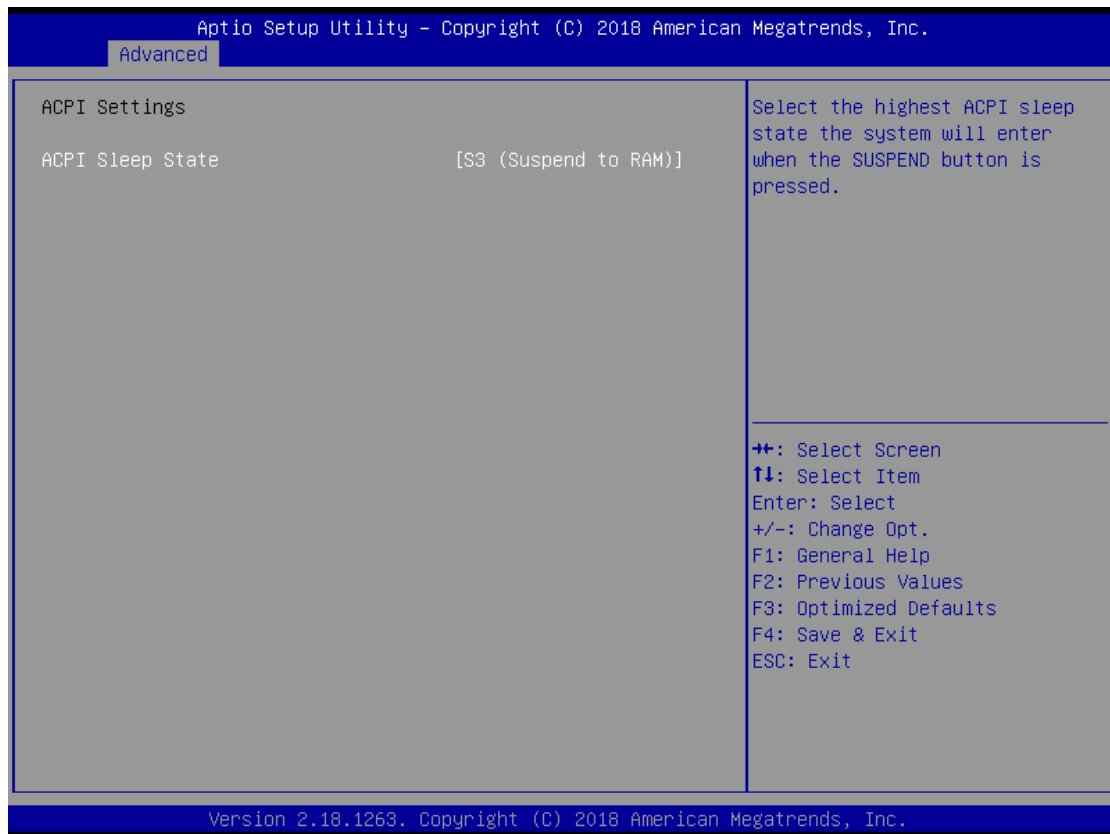 Aptio Setup Utility – Copyright (C) 2018 American Megatrends, Inc.
Advanced
ACPI Settings
ACPI Sleep State [S3 (Suspend to RAM)]
Select the highest ACPI sleep
state the system will enter
when the SUSPEND button is
pressed.
→←: Select Screen
↑↓: Select Item
Enter: Select
+/-: Change Opt.
F1: General Help
F2: Previous Values
F3: Optimized Defaults
F4: Save & Exit
ESC: Exit
Version 2.18.1263. Copyright (C) 2018 American Megatrends, Inc.